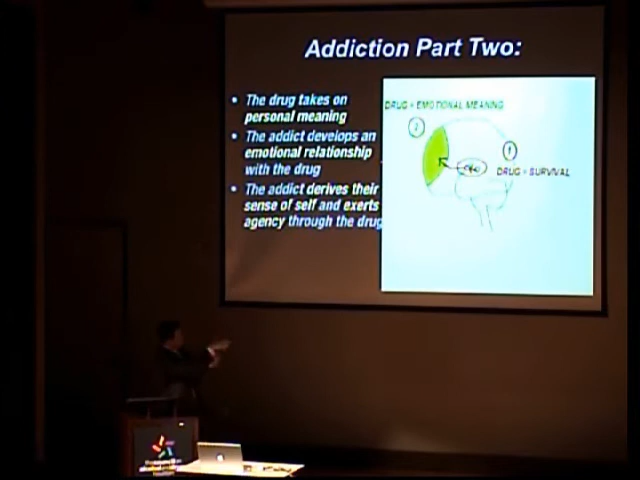 Addiction Part Two:
• The drug takes on
personal meaning
• The addict develops an
emotional relationship
with the drug
• The addict derives their
sense of self and exerts
agency through the drug
DRUG = EMOTIONAL MEANING
2
1
DRUG = SURVIVAL